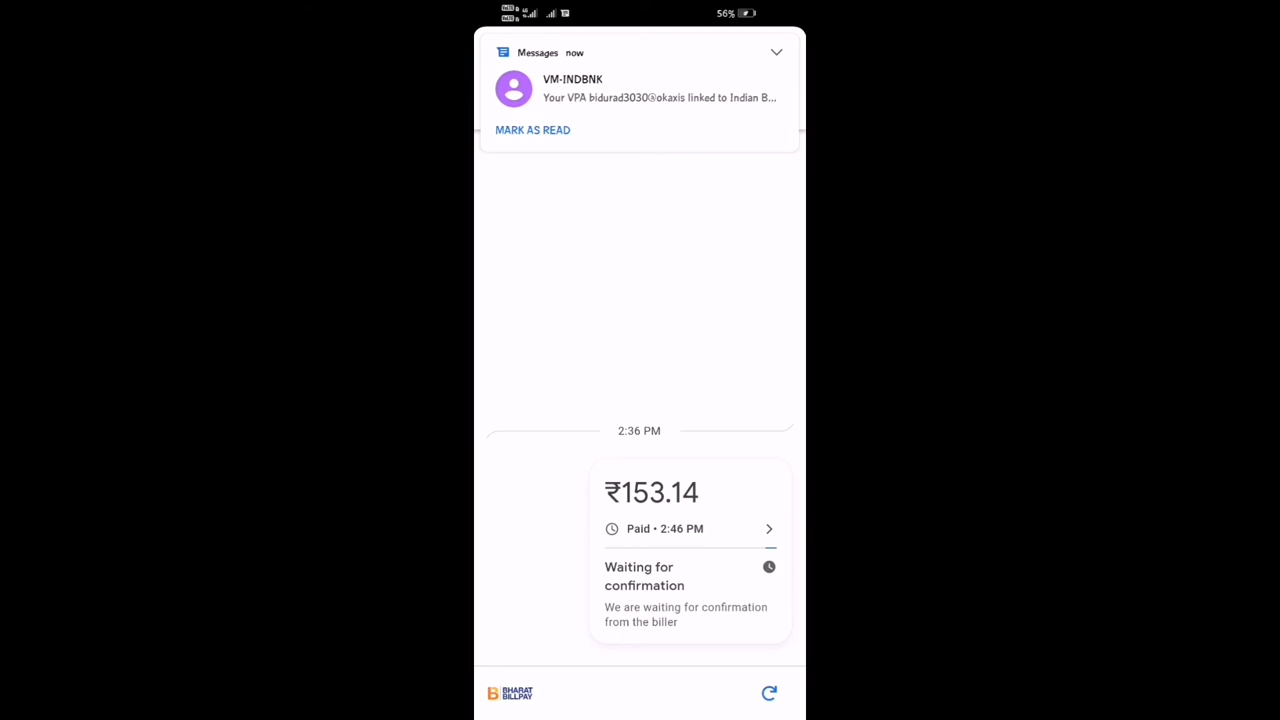 56%
Messages now
VM-INDBNK
Your VPA bidurad3030@okaxis linked to Indian B...
MARK AS READ
2:36 PM
₹153.14
Paid • 2:46 PM
Waiting for
confirmation
We are waiting for confirmation
from the biller
BHARAT
BILLPAY